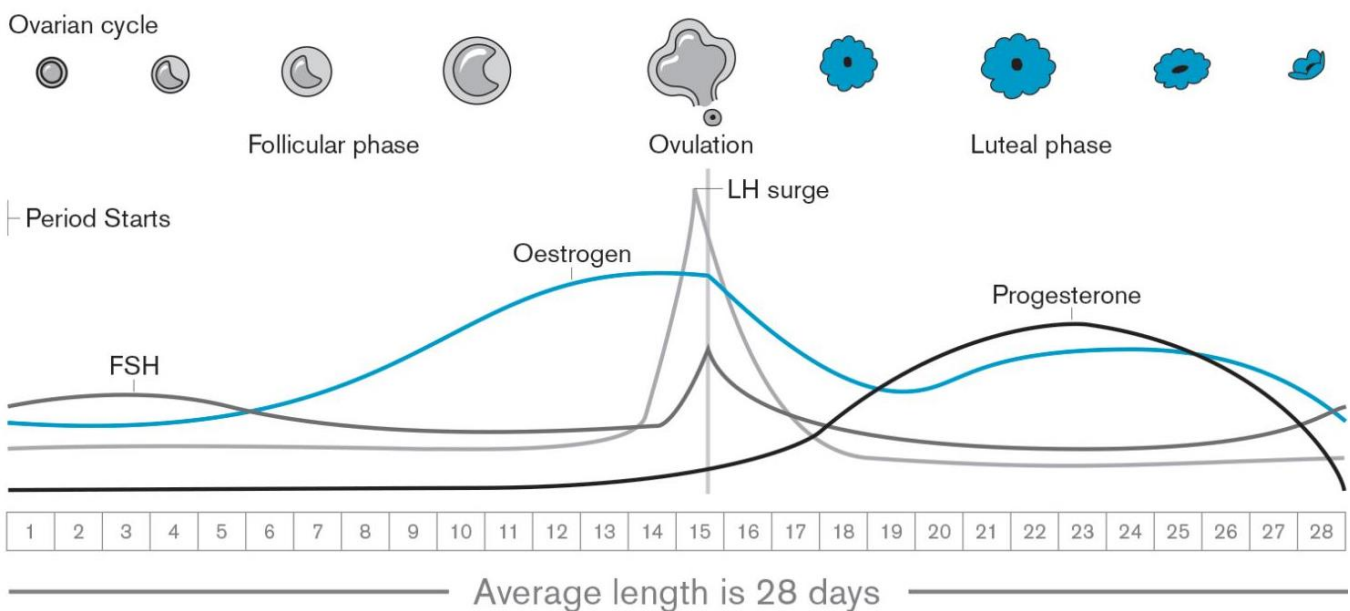 Ovarian cycle
Follicular phase
Ovulation
Luteal phase
LH surge
Period Starts
Oestrogen
Progesterone
FSH
1 2 3 4 5 6 7 8 9 10 11 12 13 14 15 16 17 18 19 20 21 22 23 24 25 26 27 28
Average length is 28 days